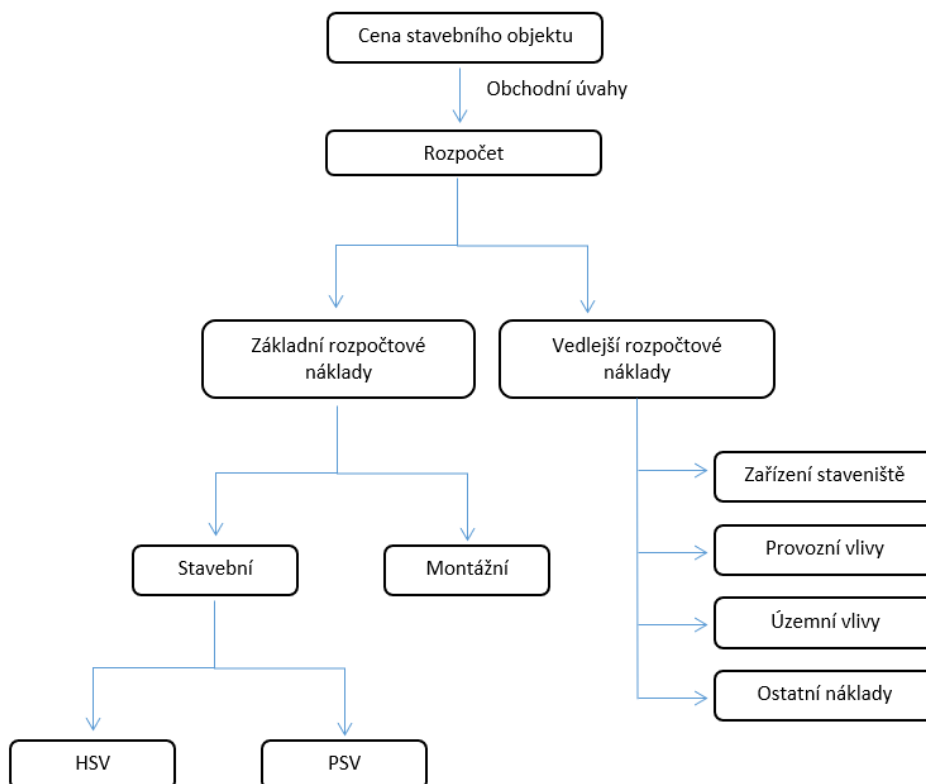 Cena stavebního objektu
Obchodní úvahy
Rozpočet
Základní rozpočtové
náklady
Vedlejší rozpočtové
náklady
Zařízení staveniště
Stavební
Montážní
Provozní vlivy
Územní vlivy
Ostatní náklady
HSV
PSV